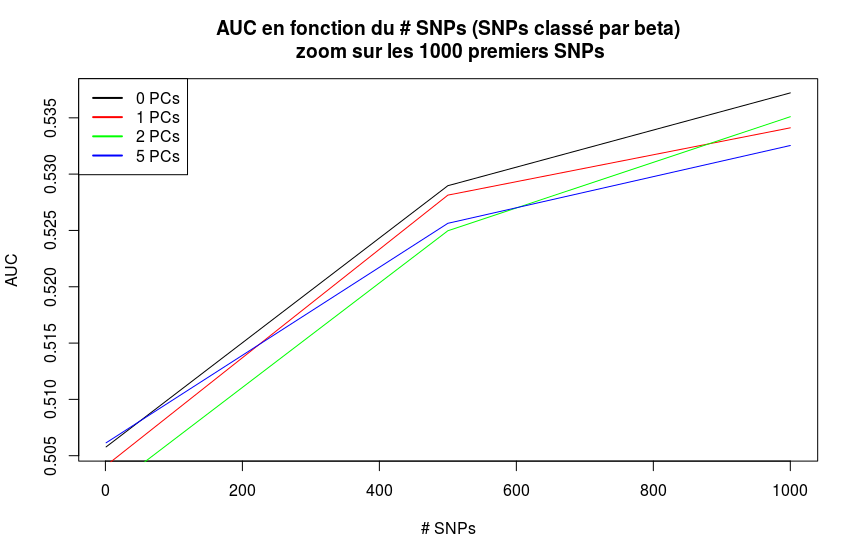 AUC en fonction du # SNPs (SNPs classé par beta)
zoom sur les 1000 premiers SNPs
0 PCs
1 PCs
2 PCs
5 PCs
AUC
0.535
0.530
0.525
0.520
0.515
0.510
0.505
0 200 400 600 800 1000
# SNPs